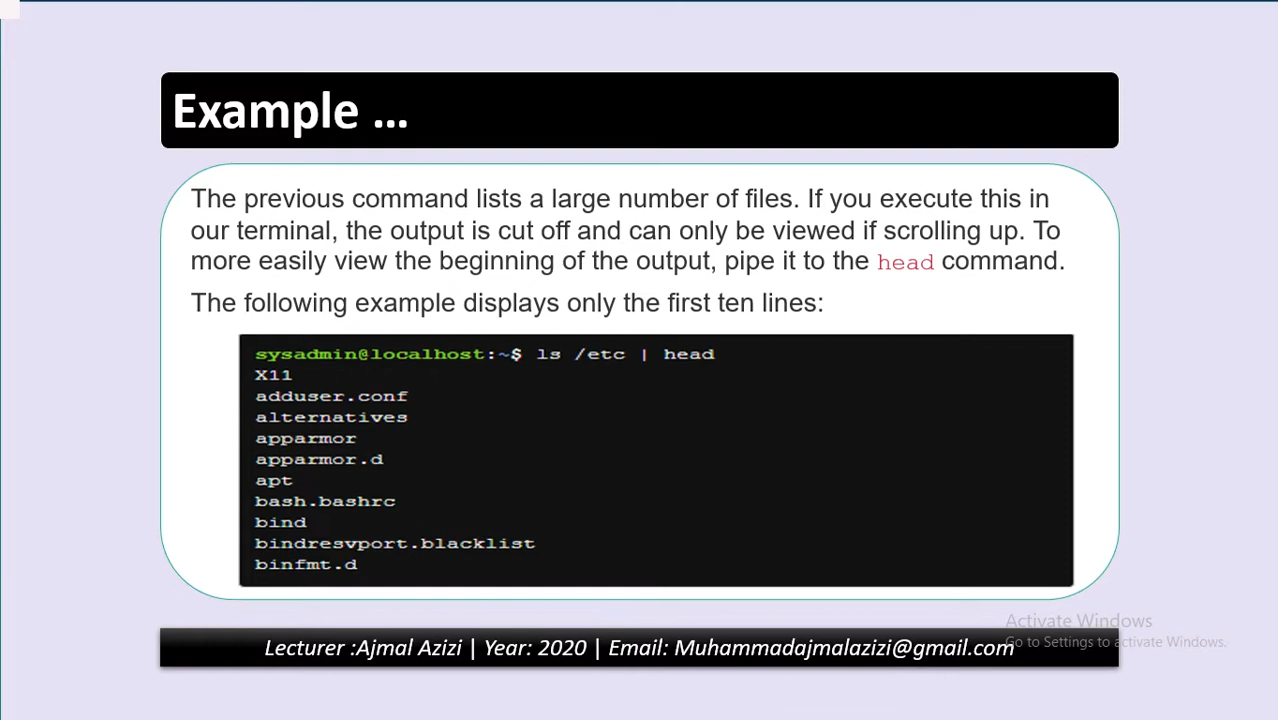 Example ...
The previous command lists a large number of files. If you execute this in
our terminal, the output is cut off and can only be viewed if scrolling up. To
more easily view the beginning of the output, pipe it to the head command.
The following example displays only the first ten lines:
sysadmin@localhost:~$ ls /etc | head
X11
adduser.conf
alternatives
apparmor
apparmor.d
apt
bash.bashrc
bind
bindresvport.blacklist
binfmt.d
Activate Windows
Go to Settings to activate Windows.
Lecturer :Ajmal Azizi | Year: 2020 | Email: Muhammadajmalazizi@gmail.com